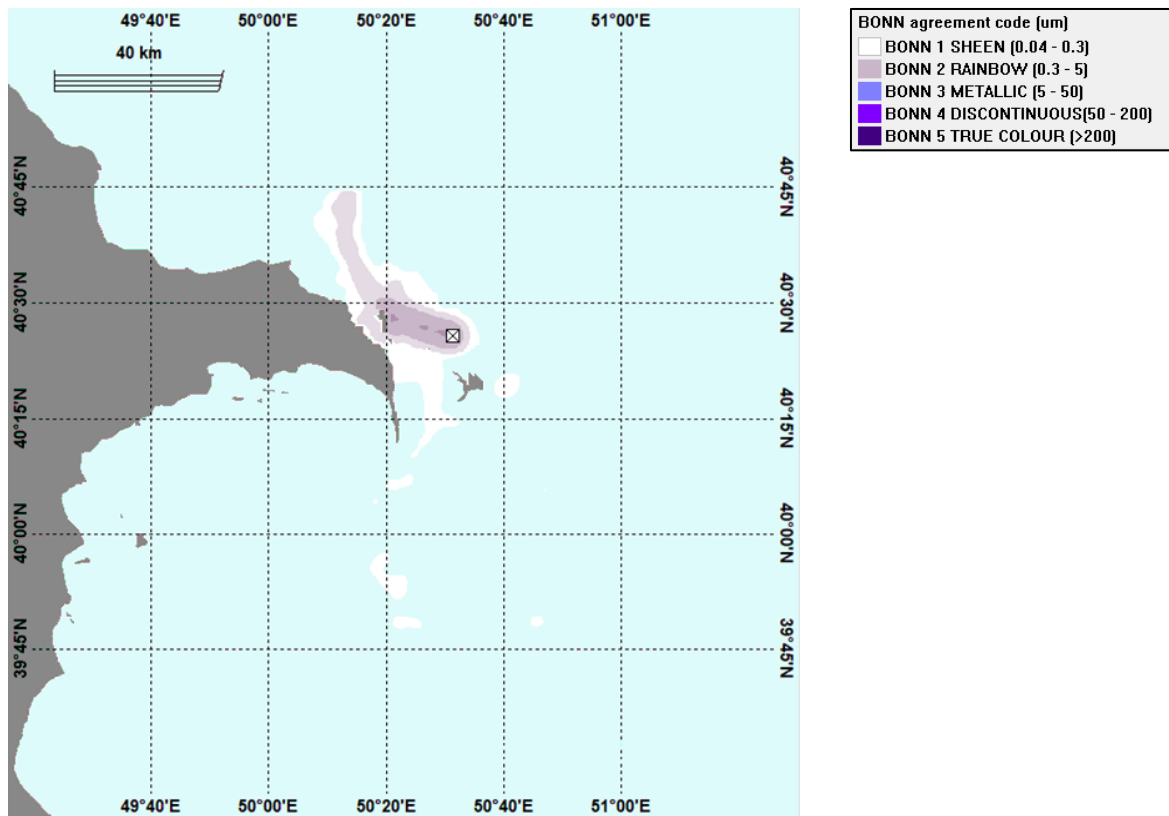 49°40'E 50°00'E 50°20'E 50°40'E 51°00'E
40 km
40°45'N 40°45'N
40°30'N 40°30'N
40°15'N 40°15'N
40°00'N 40°00'N
39°45'N 39°45'N
49°40'E 50°00'E 50°20'E 50°40'E 51°00'E
BONN agreement code (um)
BONN 1 SHEEN (0.04 - 0.3)
BONN 2 RAINBOW (0.3 - 5)
BONN 3 METALLIC (5 - 50)
BONN 4 DISCONTINUOUS(50 - 200)
BONN 5 TRUE COLOUR (>200)